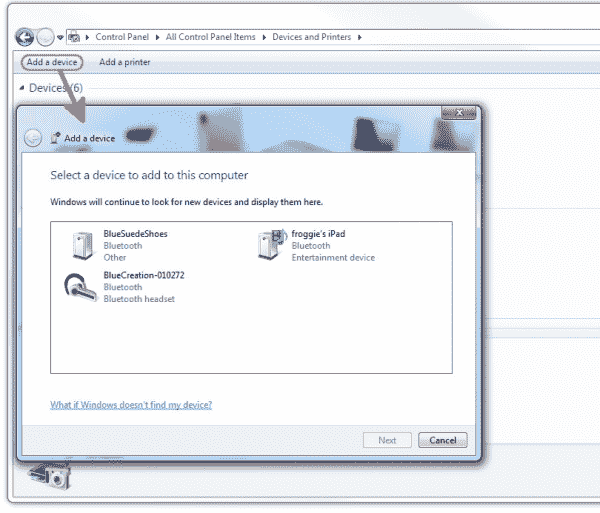 Control Panel ▸ All Control Panel Items ▸ Devices and Printers ▸
Add a device Add a printer
Devices (6)
Add a device
Select a device to add to this computer
Windows will continue to look for new devices and display them here.
BlueSuedeShoes
Bluetooth
Other
froggie's iPad
Bluetooth
Entertainment device
BlueCreation-010272
Bluetooth
Bluetooth headset
What if Windows doesn't find my device?
Next Cancel